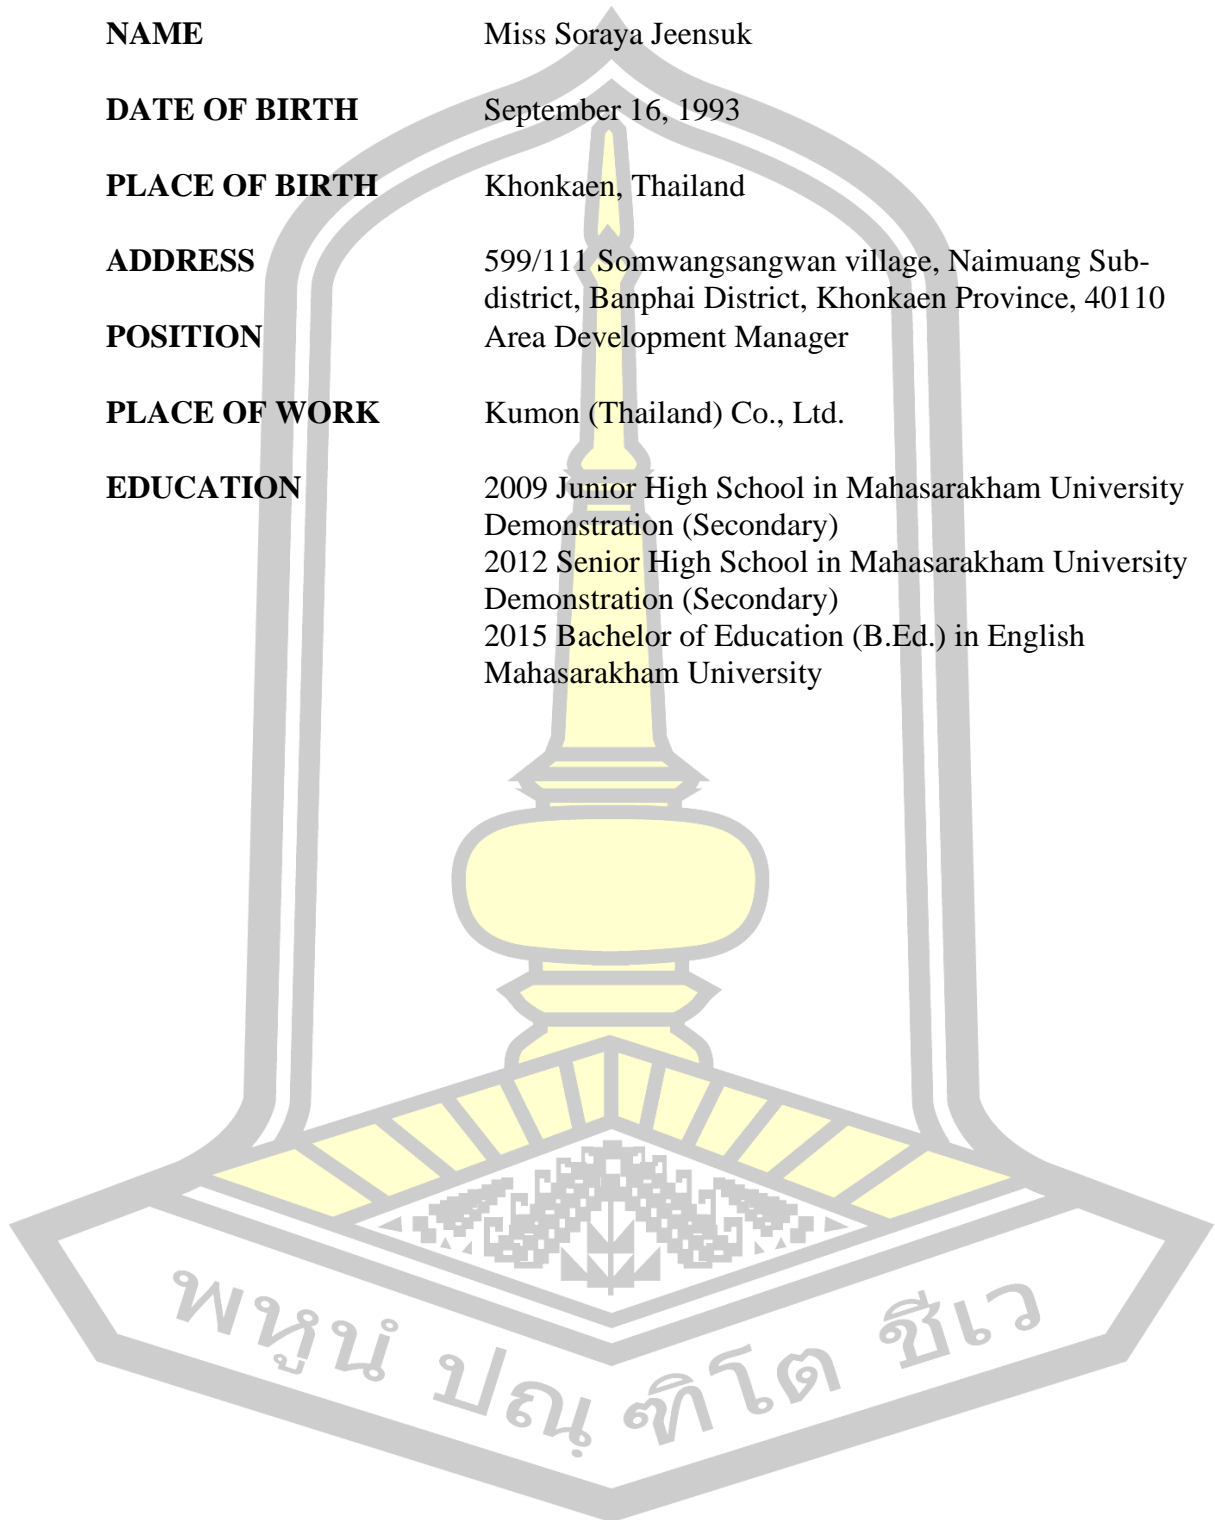 NAME Miss Soraya Jeensuk
DATE OF BIRTH September 16, 1993
PLACE OF BIRTH Khonkaen, Thailand
ADDRESS 599/111 Somwangsangwan village, Naimuang Sub-
district, Banphai District, Khonkaen Province, 40110
POSITION Area Development Manager
PLACE OF WORK Kumon (Thailand) Co., Ltd.
EDUCATION 2009 Junior High School in Mahasarakham University
Demonstration (Secondary)
2012 Senior High School in Mahasarakham University
Demonstration (Secondary)
2015 Bachelor of Education (B.Ed.) in English
Mahasarakham University
พหูนํ ปณฺฑิโต ชีเว